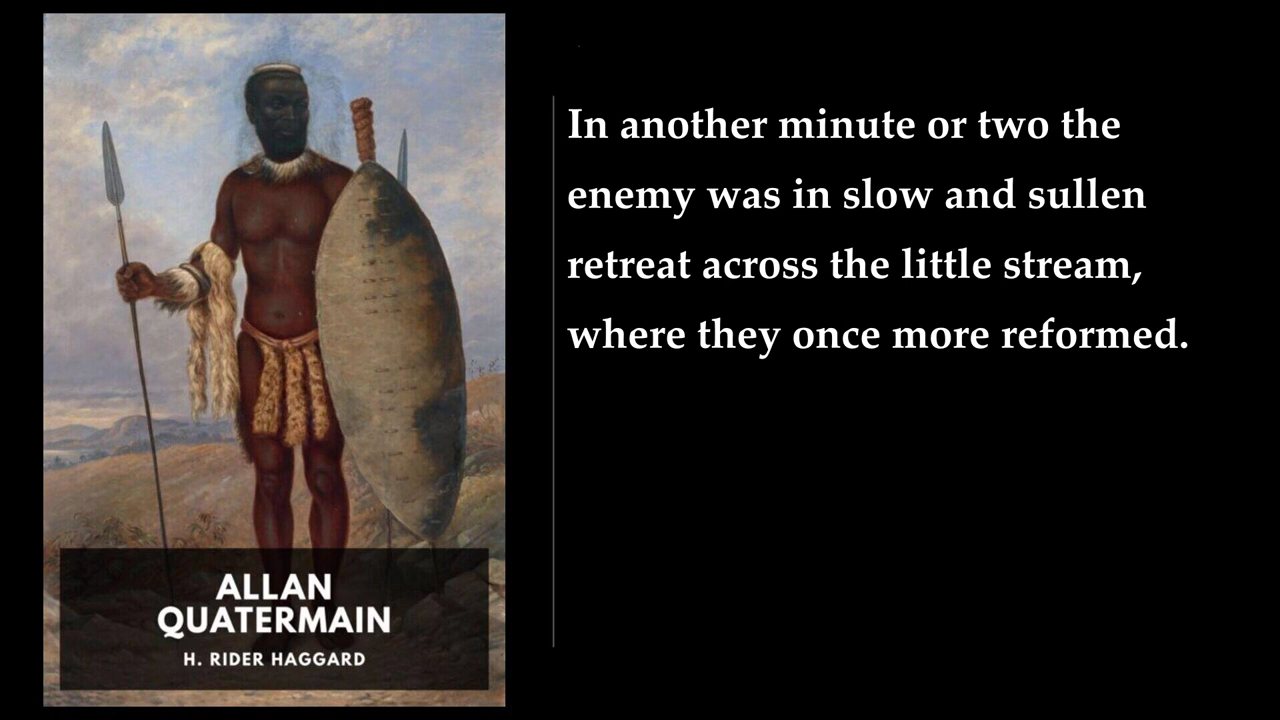 In another minute or two the
enemy was in slow and sullen
retreat across the little stream,
where they once more reformed.
ALLAN
QUATERMAIN
H. RIDER HAGGARD